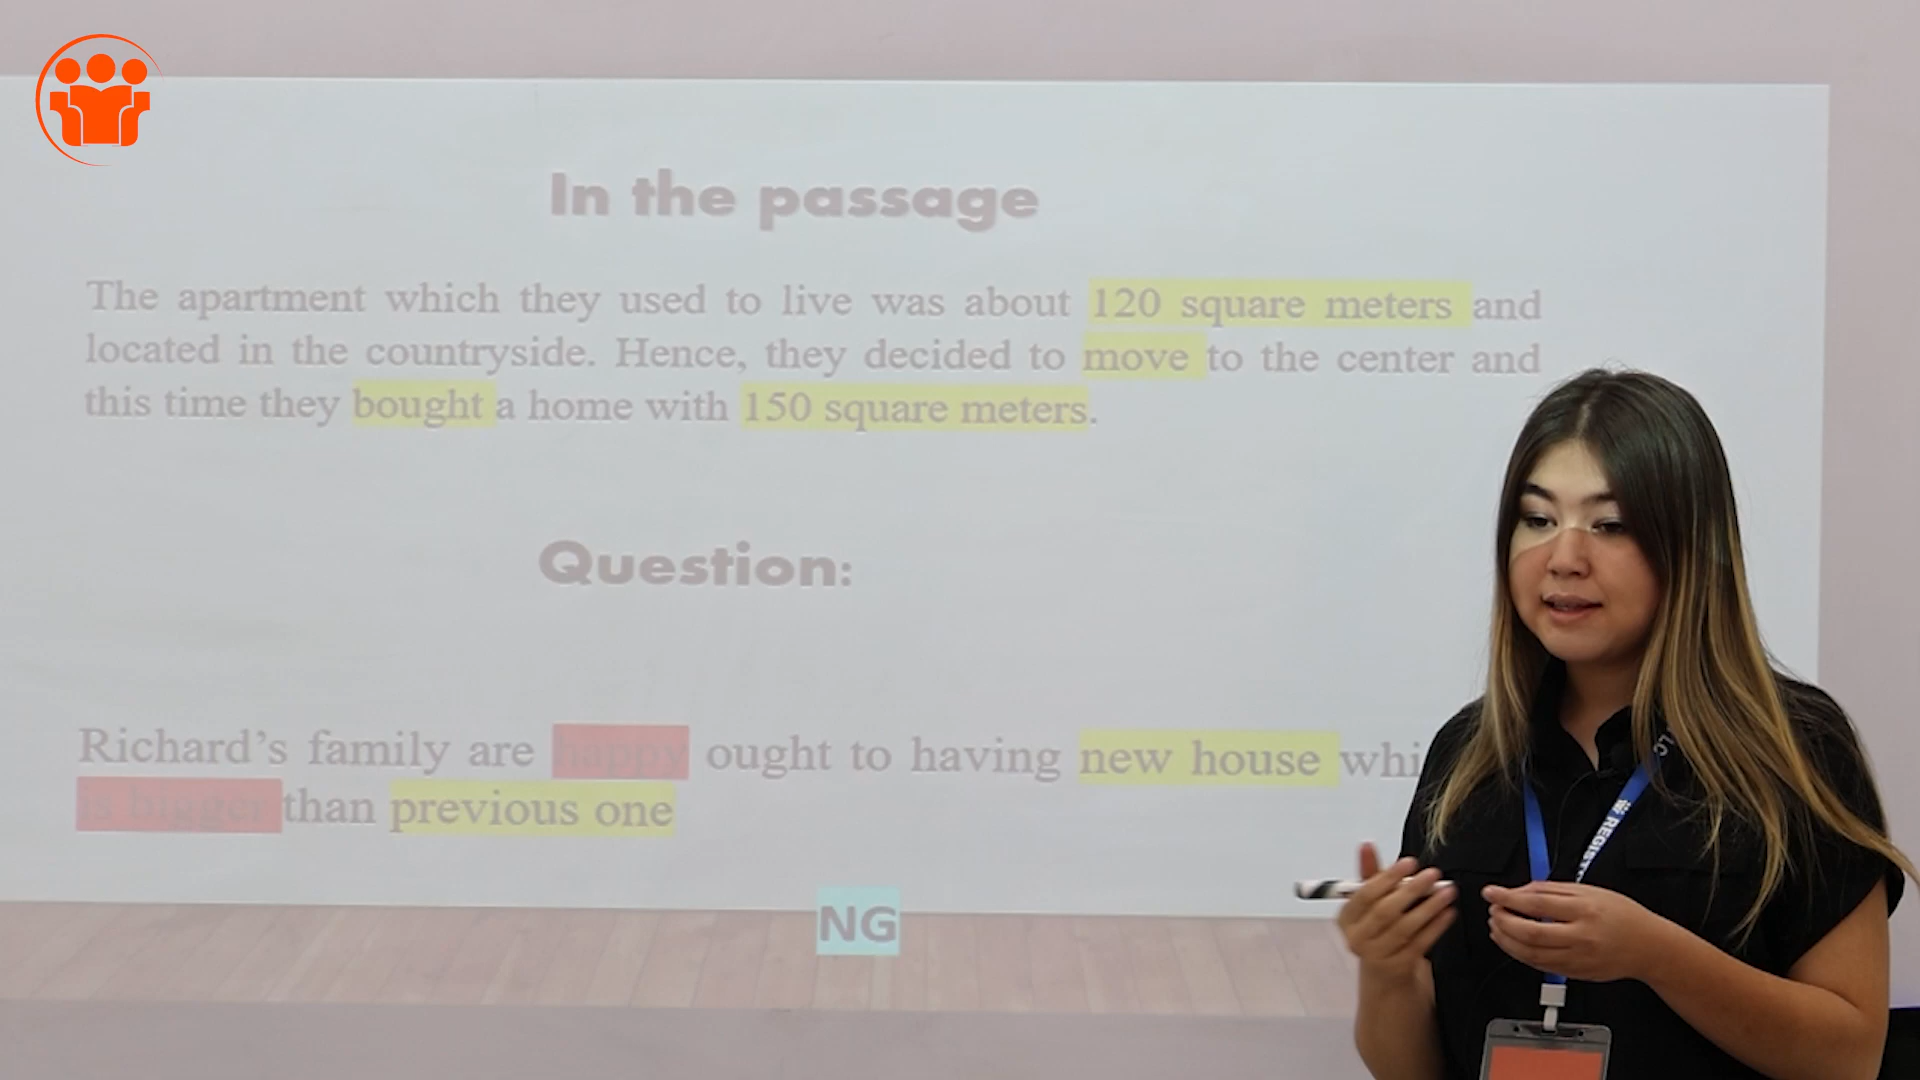 In the passage
The apartment which they used to live was about 120 square meters and
located in the countryside. Hence, they decided to move to the center and
this time they bought a home with 150 square meters.
Question:
Richard's family are happy ought to having new house whi
is bigger than previous one
NG
REGIST
LC